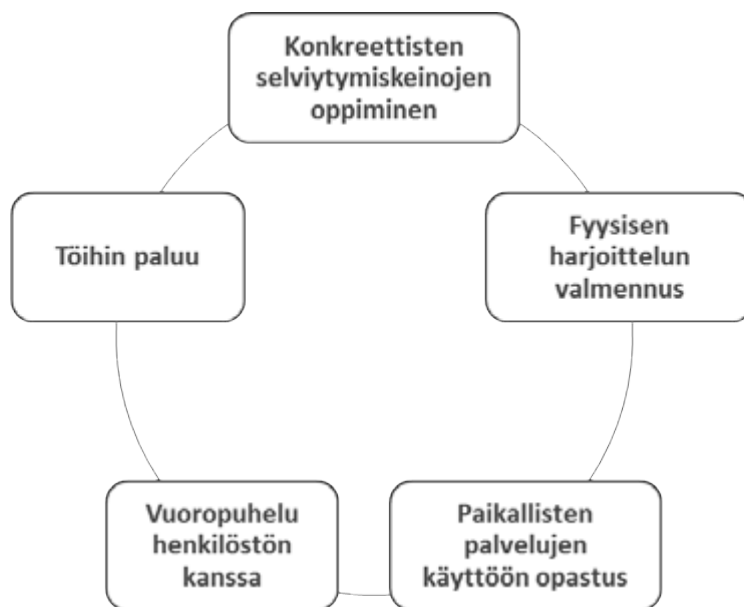 Konkreettisten
selviytymiskeinojen
oppiminen
Fyysisen
harjoittelun
valmennus
Paikallisten
palvelujen
käyttöön opastus
Vuoropuhelu
henkilöstön
kanssa
Töihin paluu